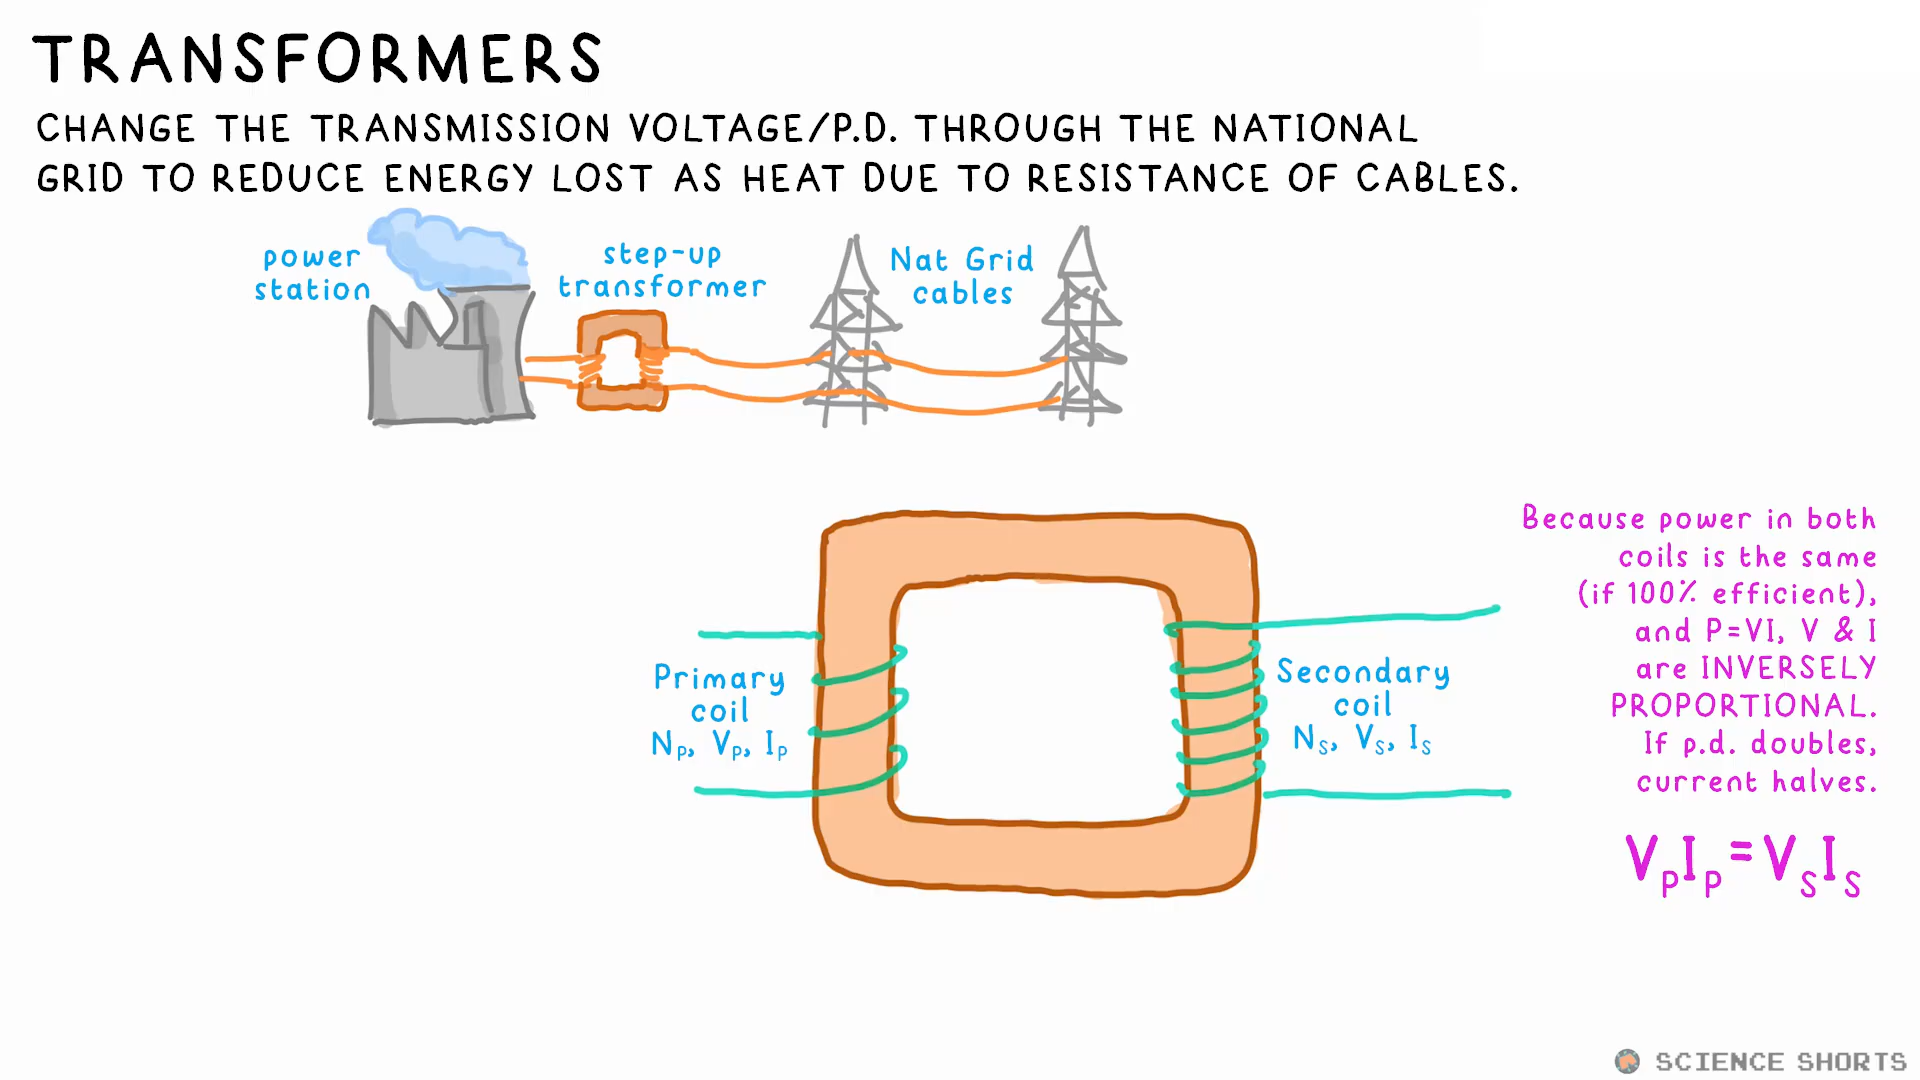 TRANSFORMERS
CHANGE THE TRANSMISSION VOLTAGE/P.D. THROUGH THE NATIONAL
GRID TO REDUCE ENERGY LOST AS HEAT DUE TO RESISTANCE OF CABLES.
power
station
step-up
transformer
Nat Grid
cables
Primary
coil
Np, Vp, Ip
Secondary
coil
Ns, Vs, Is
Because power in both
coils is the same
(if 100% efficient),
and P=VI, V & I
are INVERSELY
PROPORTIONAL.
If p.d. doubles,
current halves.
VpIp=VsIs
SCIENCE SHORTS